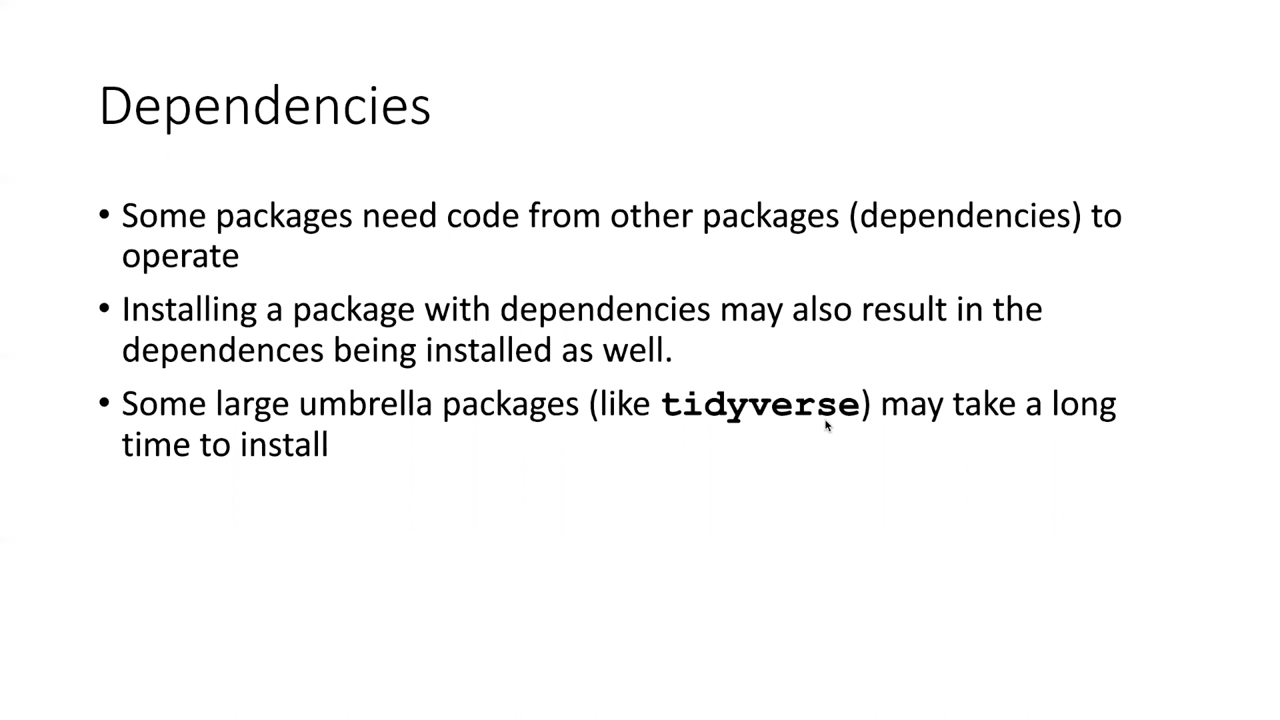 Dependencies
• Some packages need code from other packages (dependencies) to
operate
• Installing a package with dependencies may also result in the
dependences being installed as well.
• Some large umbrella packages (like tidyverse) may take a long
time to install